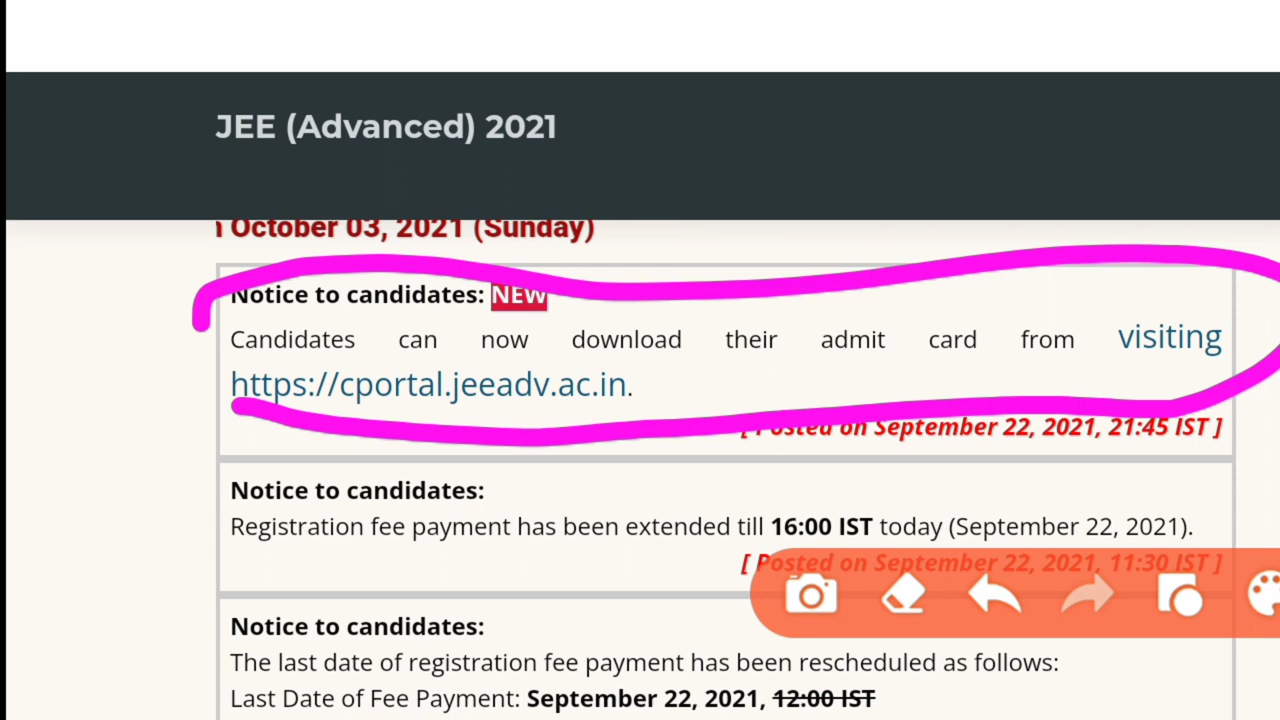 JEE (Advanced) 2021
October 03, 2021 (Sunday)
Notice to candidates: NEW
Candidates can now download their admit card from visiting
https://cportal.jeeadv.ac.in.
[ Posted on September 22, 2021, 21:45 IST ]
Notice to candidates:
Registration fee payment has been extended till 16:00 IST today (September 22, 2021).
[ Posted on September 22, 2021, 11:30 IST ]
Notice to candidates:
The last date of registration fee payment has been rescheduled as follows:
Last Date of Fee Payment: September 22, 2021, 12:00 IST